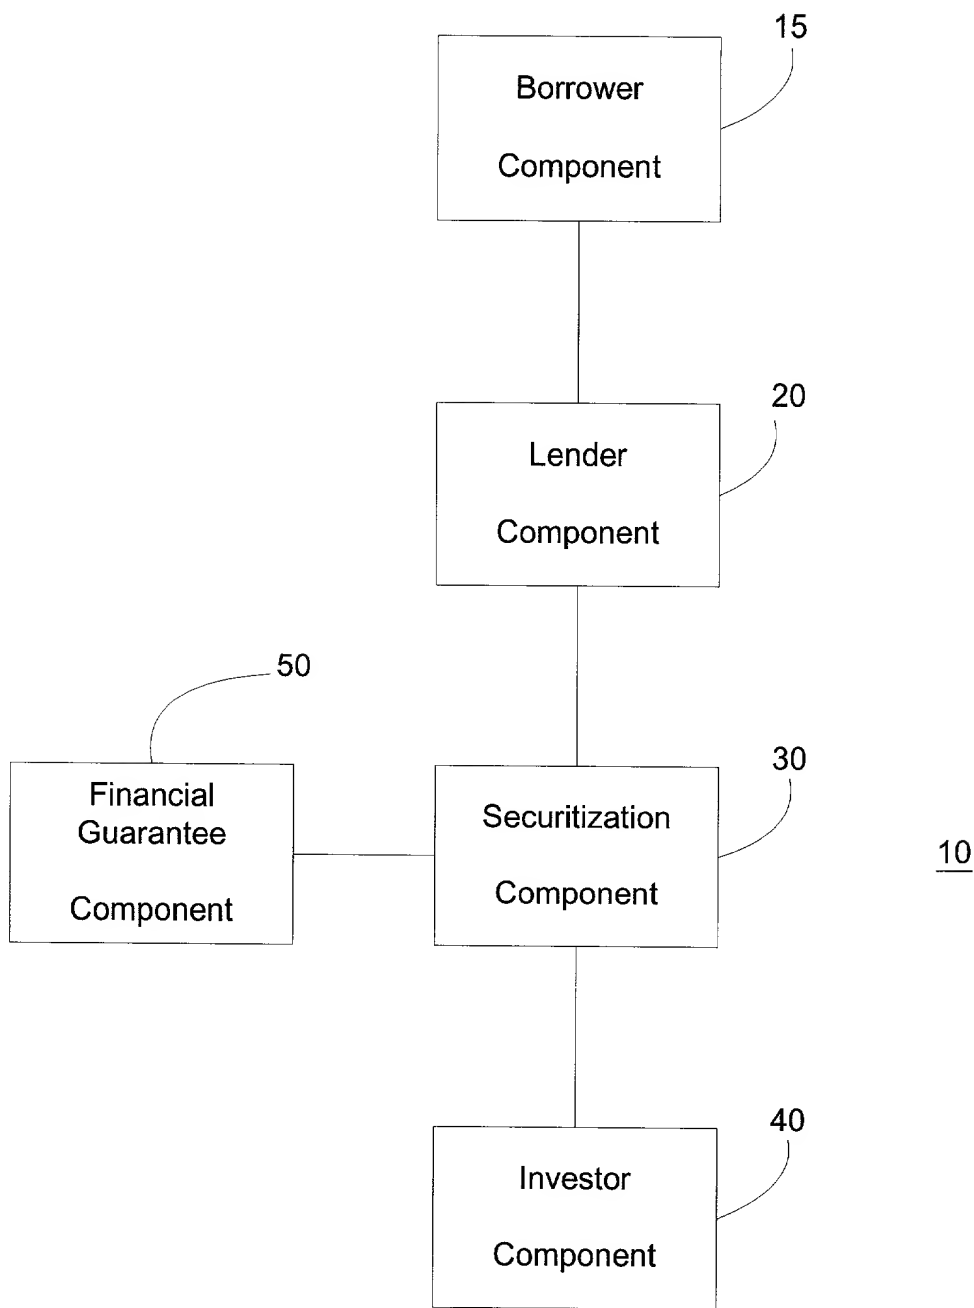 15
Borrower
Component
20
Lender
Component
50
Financial
Guarantee
Component
30
Securitization
Component
10
40
Investor
Component